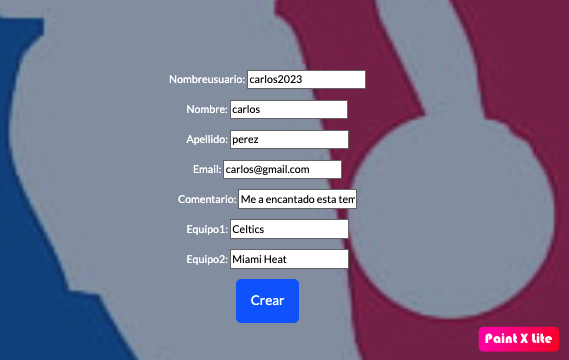 Nombreusuario: carlos2023
Nombre: carlos
Apellido: perez
Email: carlos@gmail.com
Comentario: Me a encantado esta tem
Equipo1: Celtics
Equipo2: Miami Heat
Crear
Paint X Lite